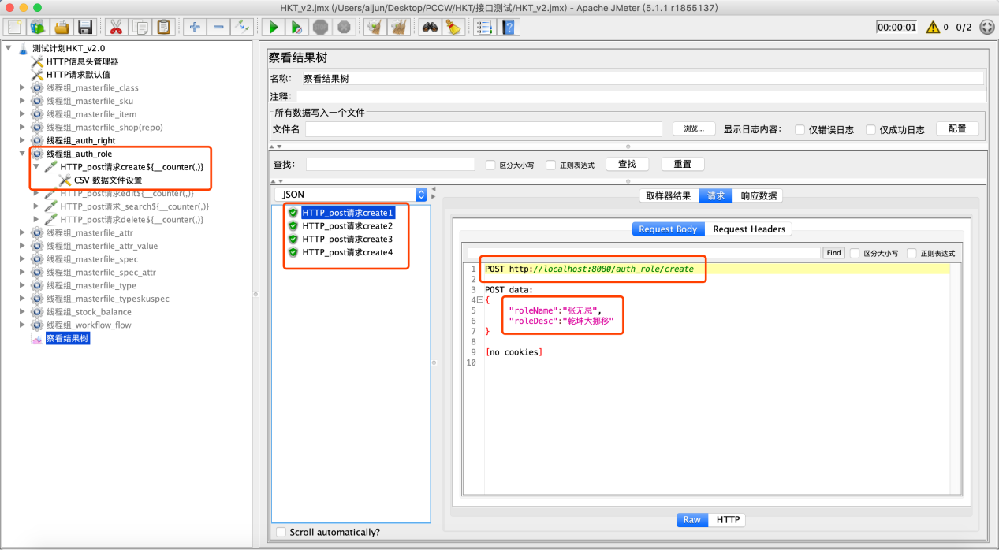 HKT_v2.jmx (/Users/aijun/Desktop/PCCW/HKT/接口测试/HKT_v2.jmx) - Apache JMeter (5.1.1 r1855137)
00:00:01 0 0/2
测试计划HKT_v2.0
HTTP信息头管理器
HTTP请求默认值
线程组_masterfile_class
线程组_masterfile_sku
线程组_masterfile_item
线程组_masterfile_shop(repo)
线程组_auth_right
线程组_auth_role
HTTP_post请求create${__counter(,)}
CSV 数据文件设置
HTTP_post请求edit${__counter(,)}
HTTP_post请求_search${__counter(,)}
HTTP_post请求delete${__counter(,)}
线程组_masterfile_attr
线程组_masterfile_attr_value
线程组_masterfile_spec
线程组_masterfile_spec_attr
线程组_masterfile_type
线程组_masterfile_typeskuspec
线程组_stock_balance
线程组_workflow_flow
察看结果树
察看结果树
名称： 察看结果树
注释：
所有数据写入一个文件
文件名 浏览... 显示日志内容： 仅错误日志 仅成功日志 配置
查找： 区分大小写 正则表达式 查找 重置
JSON
HTTP_post请求create1
HTTP_post请求create2
HTTP_post请求create3
HTTP_post请求create4
Scroll automatically?
取样器结果 请求 响应数据
Request Body Request Headers
Find 区分大小写 正则表达式
1 POST http://localhost:8080/auth_role/create
2
3 POST data:
4 {
5 "roleName":"张无忌",
6 "roleDesc":"乾坤大挪移"
7 }
8
9 [no cookies]
10
Raw HTTP